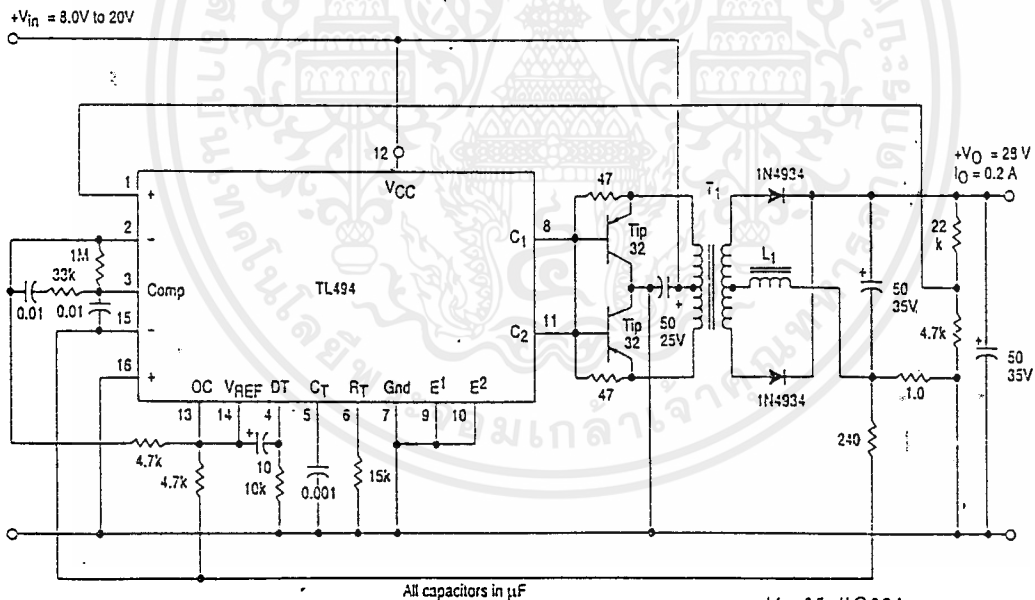 +Vin = 8.0V to 20V
12
VCC
1
+
2
-
1M
33k
3
Comp
TL494
0.01
0.01
15
-
16
+
C1
8
C2
11
47
Tip
32
Tip
32
47
50
25V
T1
1N4934
L1
1N4934
+VO = 28 V
IO = 0.2 A
22
k
50
35V
4.7k
50
35V
1.0
240
OC
VREF
DT
CT
RT
Gnd
E1
E2
13
14
4
5
6
7
9
10
4.7k
4.7k
10
10k
0.001
15k
All capacitors in µF